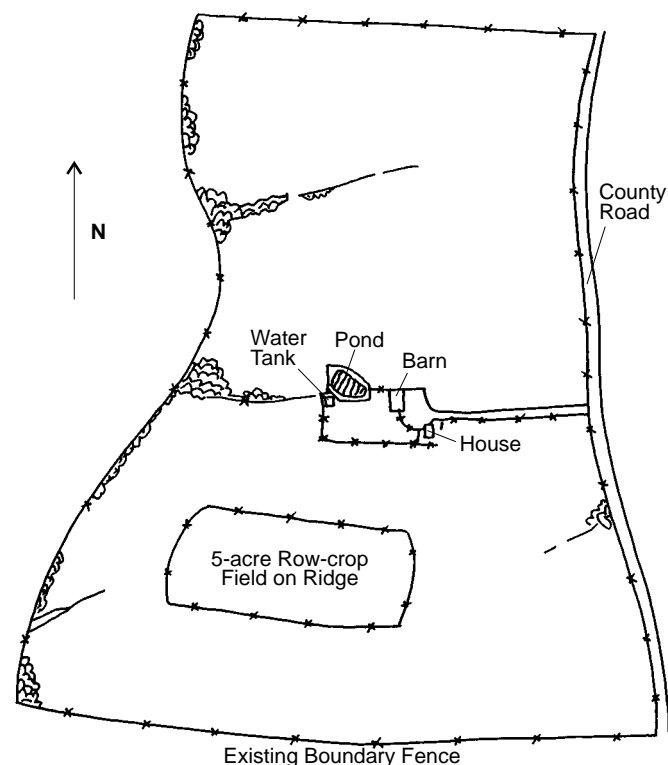 County
Road
N
Water
Tank
Pond
Barn
House
5-acre Row-crop
Field on Ridge
Existing Boundary Fence